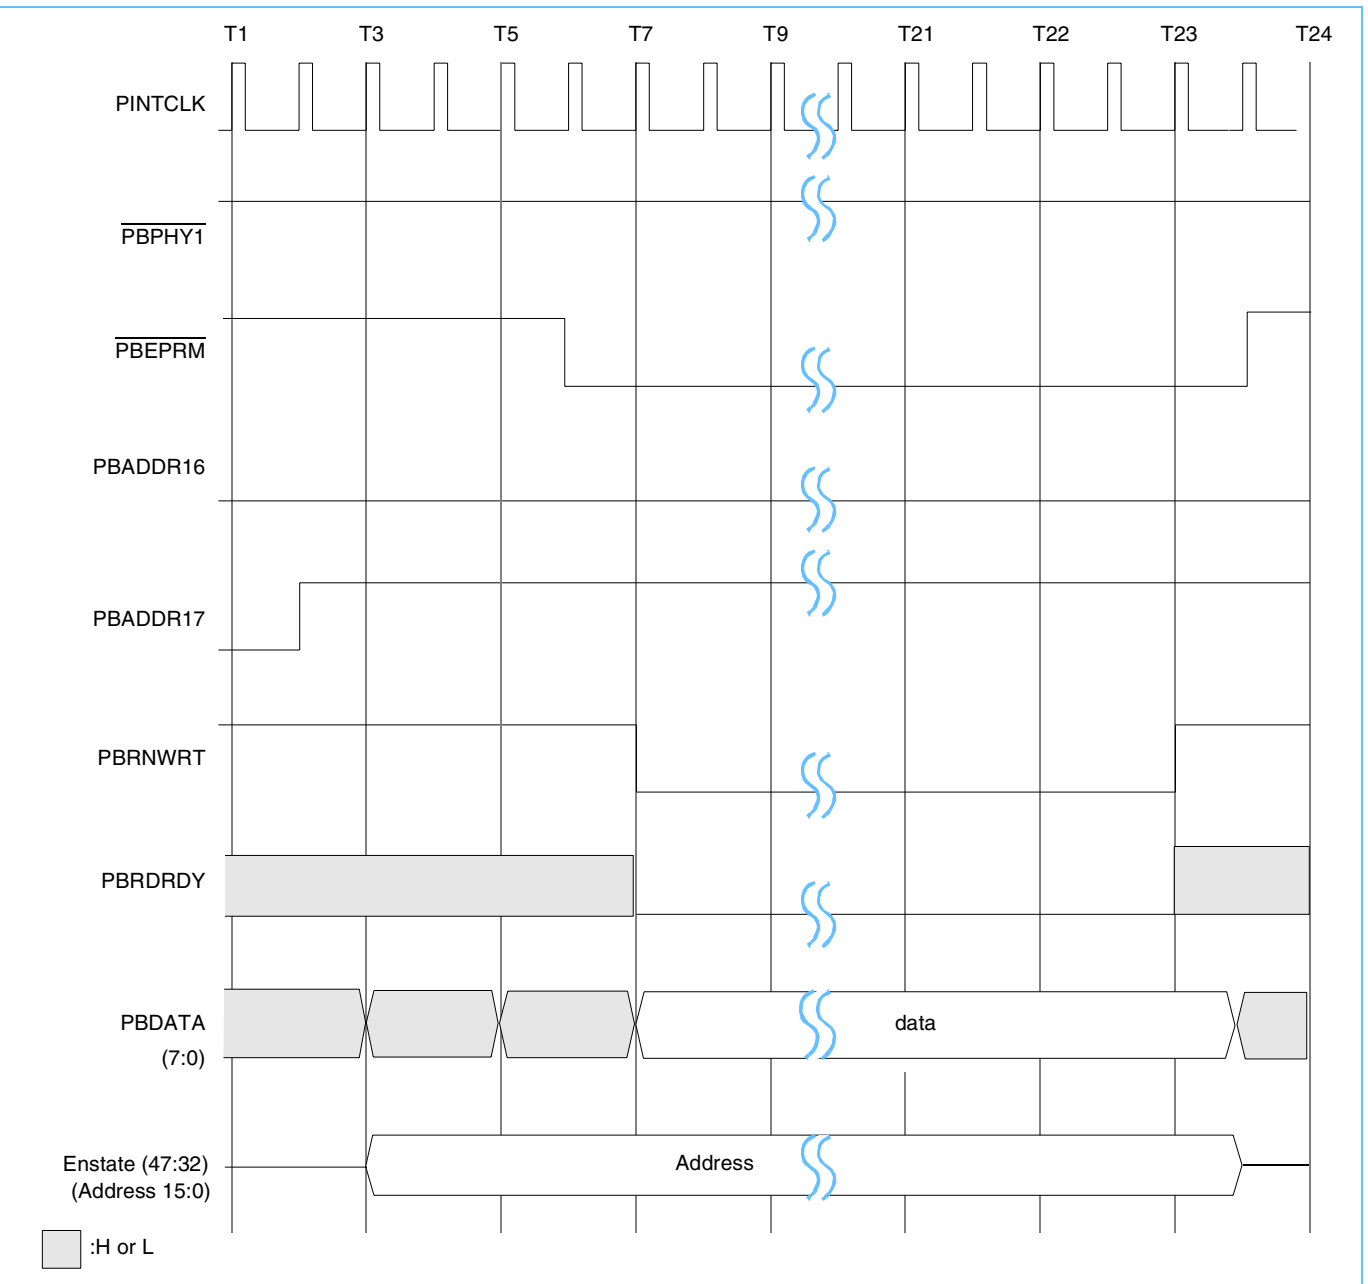 T1 T3 T5 T7 T9 T21 T22 T23 T24
PINTCLK
PBPHY1
PBEPRM
PBADDR16
PBADDR17
PBRNWRT
PBRDRDY
PBDATA
(7:0)
data
Enstate (47:32)
(Address 15:0)
Address
:H or L